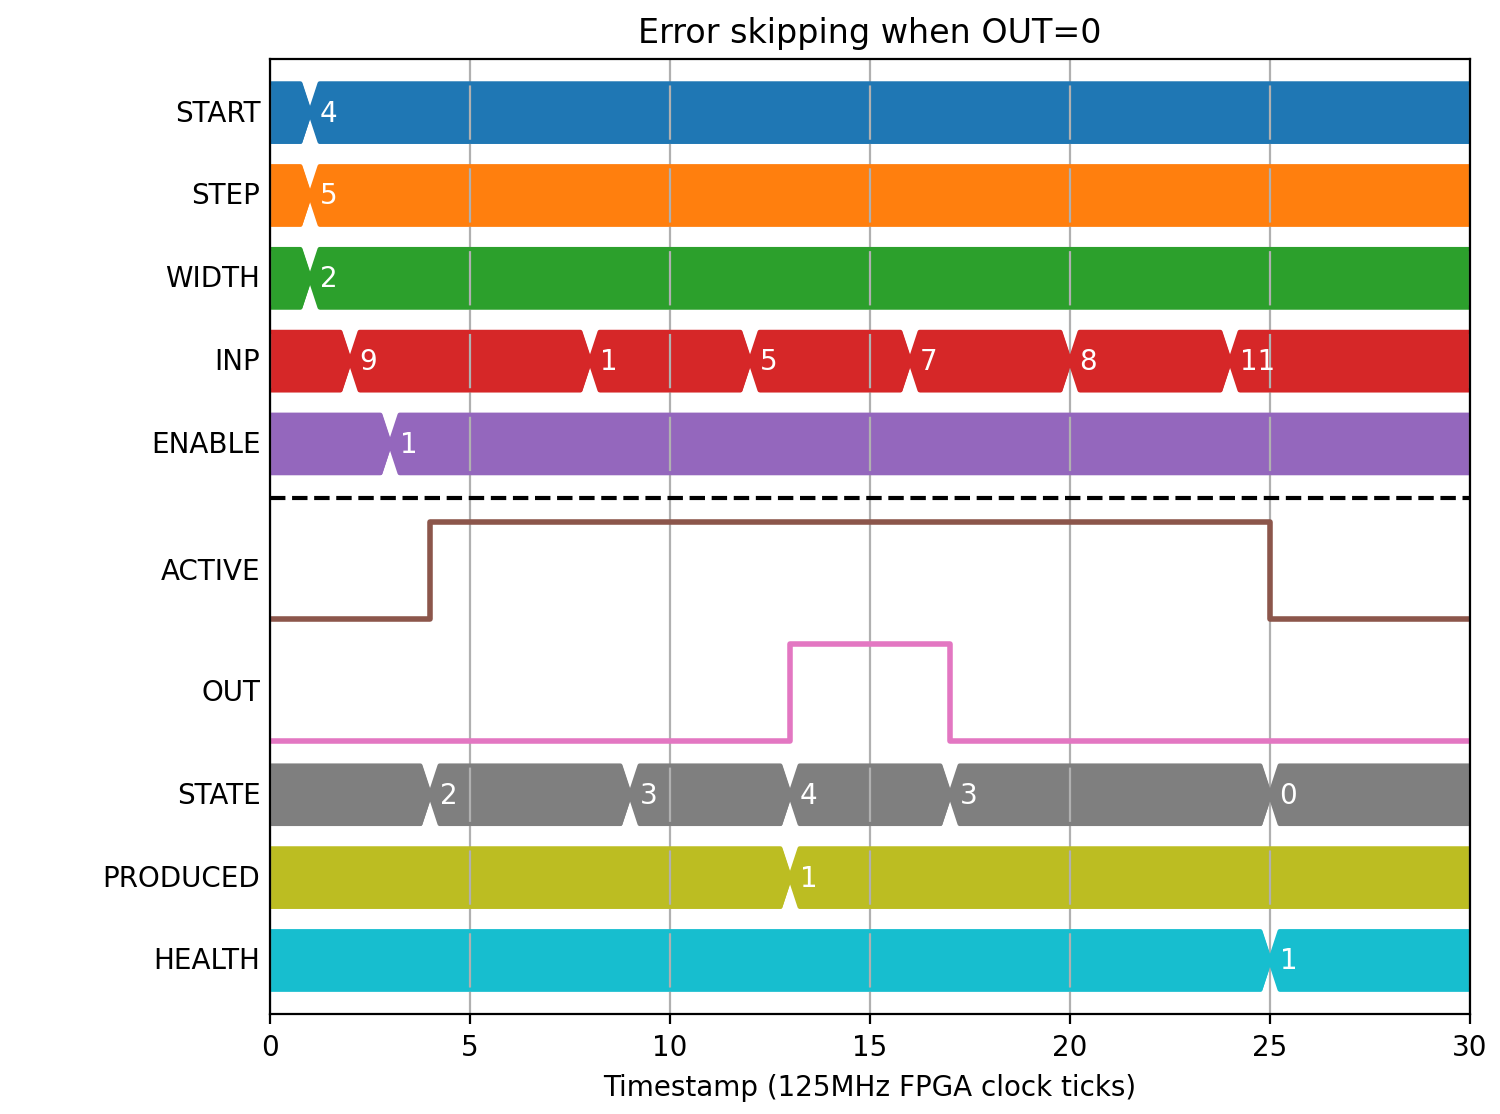 Error skipping when OUT=0
START 4
STEP 5
WIDTH 2
INP 9 1 5 7 8 11
ENABLE 1
ACTIVE
OUT
STATE 2 3 4 3 0
PRODUCED 1
HEALTH 1
0 5 10 15 20 25 30
Timestamp (125MHz FPGA clock ticks)